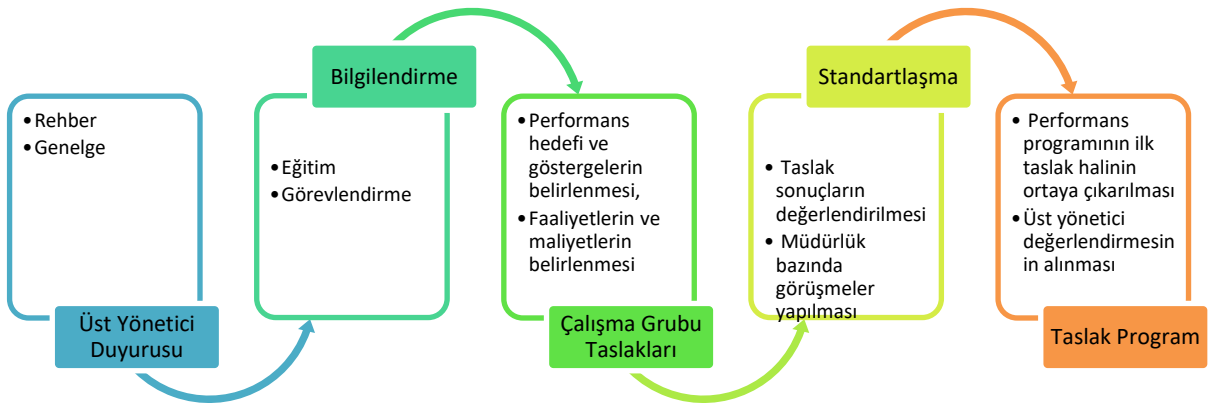 • Rehber
• Genelge
Üst Yönetici
Duyurusu
Bilgilendirme
• Eğitim
• Görevlendirme
• Performans
hedefi ve
göstergelerin
belirlenmesi,
• Faaliyetlerin ve
maliyetlerin
belirlenmesi
Çalışma Grubu
Taslakları
Standartlaşma
• Taslak
sonuçların
değerlendirilmesi
• Müdürlük
bazında
görüşmeler
yapılması
• Performans
programının ilk
taslak halinin
ortaya çıkarılması
• Üst yönetici
değerlendirmesin
in alınması
Taslak Program